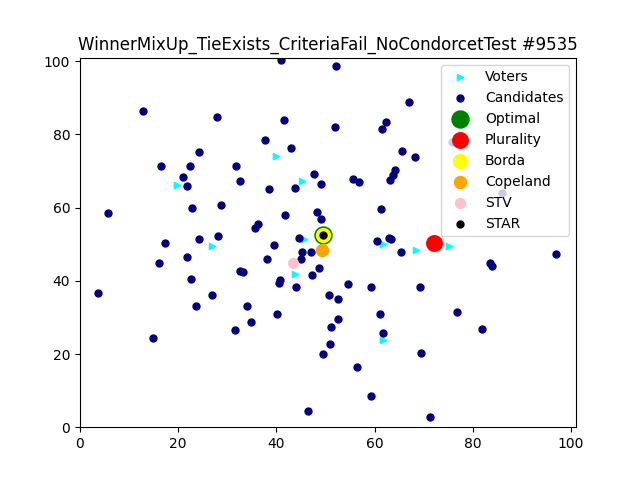 WinnerMixUp_TieExists_CriteriaFail_NoCondorcetTest #9535
100
80
60
40
20
0
0
20
40
60
80
100
Voters
Candidates
Optimal
Plurality
Borda
Copeland
STV
STAR